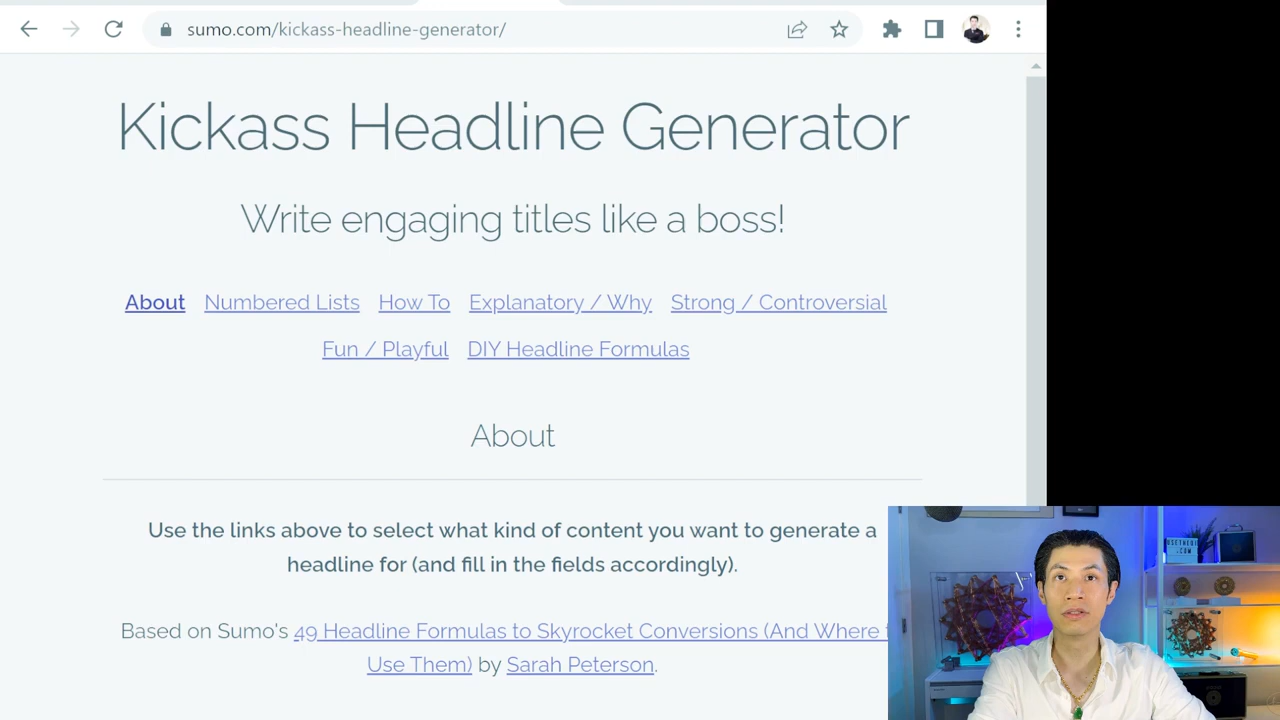 sumo.com/kickass-headline-generator/
Kickass Headline Generator
Write engaging titles like a boss!
About Numbered Lists How To Explanatory / Why Strong / Controversial
Fun / Playful DIY Headline Formulas
About
Use the links above to select what kind of content you want to generate a
headline for (and fill in the fields accordingly).
Based on Sumo's 49 Headline Formulas to Skyrocket Conversions (And Where
Use Them) by Sarah Peterson.